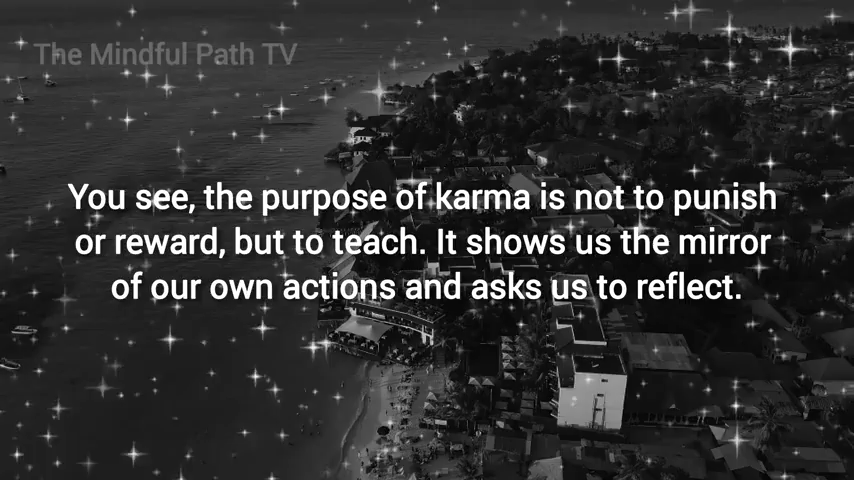 The Mindful Path TV
You see, the purpose of karma is not to punish
or reward, but to teach. It shows us the mirror
of our own actions and asks us to reflect.